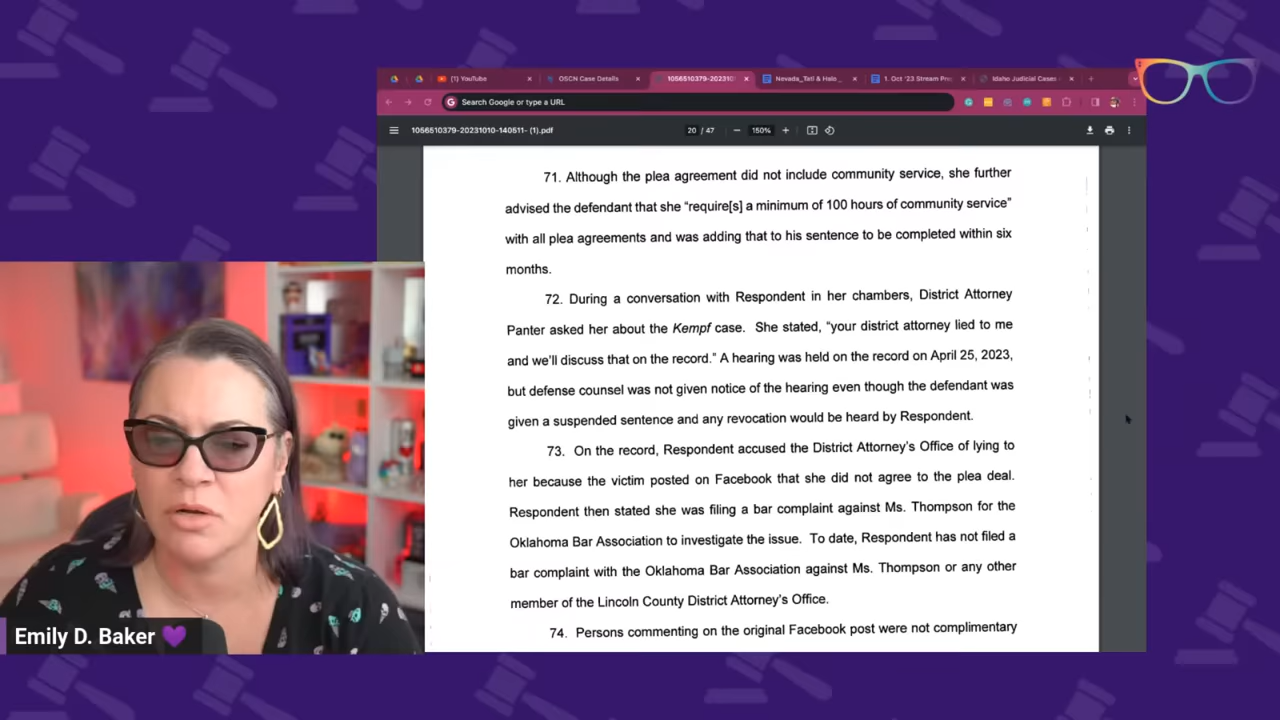 (1) YouTube
OSCN Case Details
1056510379-20231
Nevada_Tati & Halo_
1. Oct '23 Stream Pre
Idaho Judicial Cases
Search Google or type a URL
1056510379-20231010-140511- (1).pdf
20 / 47
150%
71. Although the plea agreement did not include community service, she further
advised the defendant that she “require[s] a minimum of 100 hours of community service”
with all plea agreements and was adding that to his sentence to be completed within six
months.
72. During a conversation with Respondent in her chambers, District Attorney
Panter asked her about the Kempf case. She stated, “your district attorney lied to me
and we’ll discuss that on the record.” A hearing was held on the record on April 25, 2023,
but defense counsel was not given notice of the hearing even though the defendant was
given a suspended sentence and any revocation would be heard by Respondent.
73. On the record, Respondent accused the District Attorney’s Office of lying to
her because the victim posted on Facebook that she did not agree to the plea deal.
Respondent then stated she was filing a bar complaint against Ms. Thompson for the
Oklahoma Bar Association to investigate the issue. To date, Respondent has not filed a
bar complaint with the Oklahoma Bar Association against Ms. Thompson or any other
member of the Lincoln County District Attorney’s Office.
74. Persons commenting on the original Facebook post were not complimentary
Emily D. Baker